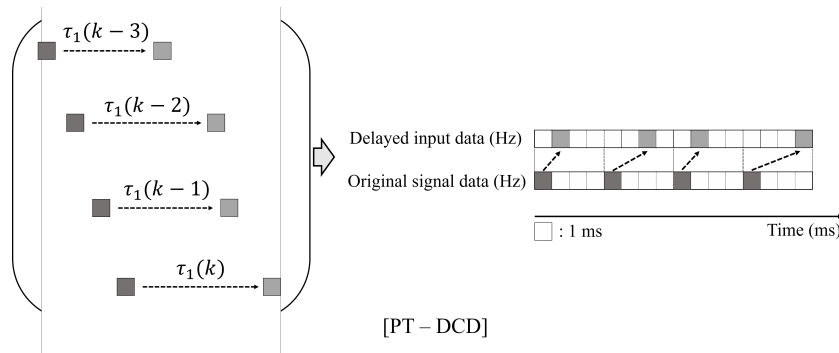 τ₁(k − 3)
τ₁(k − 2)
τ₁(k − 1)
τ₁(k)
Delayed input data (Hz)
Original signal data (Hz)
: 1 ms
Time (ms)
[PT – DCD]